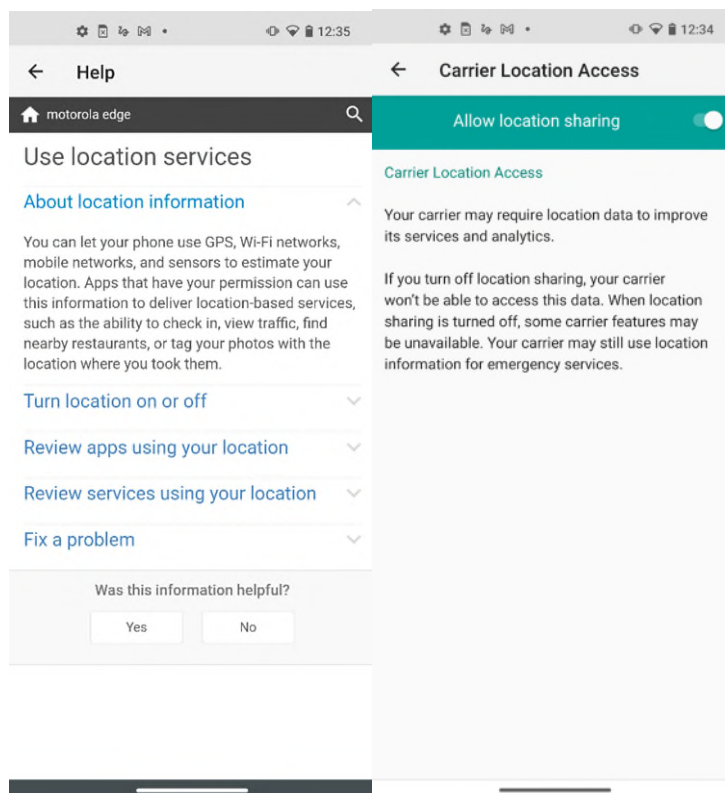 12:35
Help
motorola edge
Use location services
About location information
You can let your phone use GPS, Wi-Fi networks,
mobile networks, and sensors to estimate your
location. Apps that have your permission can use
this information to deliver location-based services,
such as the ability to check in, view traffic, find
nearby restaurants, or tag your photos with the
location where you took them.
Turn location on or off
Review apps using your location
Review services using your location
Fix a problem
Was this information helpful?
Yes
No
12:34
Carrier Location Access
Allow location sharing
Carrier Location Access
Your carrier may require location data to improve
its services and analytics.
If you turn off location sharing, your carrier
won't be able to access this data. When location
sharing is turned off, some carrier features may
be unavailable. Your carrier may still use location
information for emergency services.